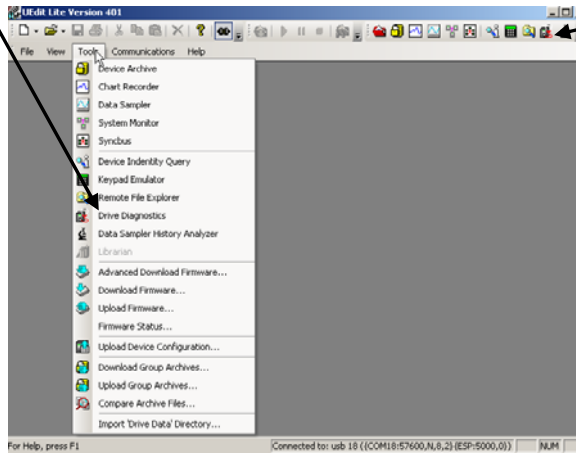 UEdit Lite Version 401
File View Tools Communications Help
Device Archive
Chart Recorder
Data Sampler
System Monitor
Syncbus
Device Indentity Query
Keypad Emulator
Remote File Explorer
Drive Diagnostics
Data Sampler History Analyzer
Librarian
Advanced Download Firmware...
Download Firmware...
Upload Firmware...
Firmware Status...
Upload Device Configuration...
Download Group Archives...
Upload Group Archives...
Compare Archive Files...
Import 'Drive Data' Directory...
For Help, press F1 Connected to: usb 18 ((COM18:57600,N,8,2)(ESP:5000,0)) NUM